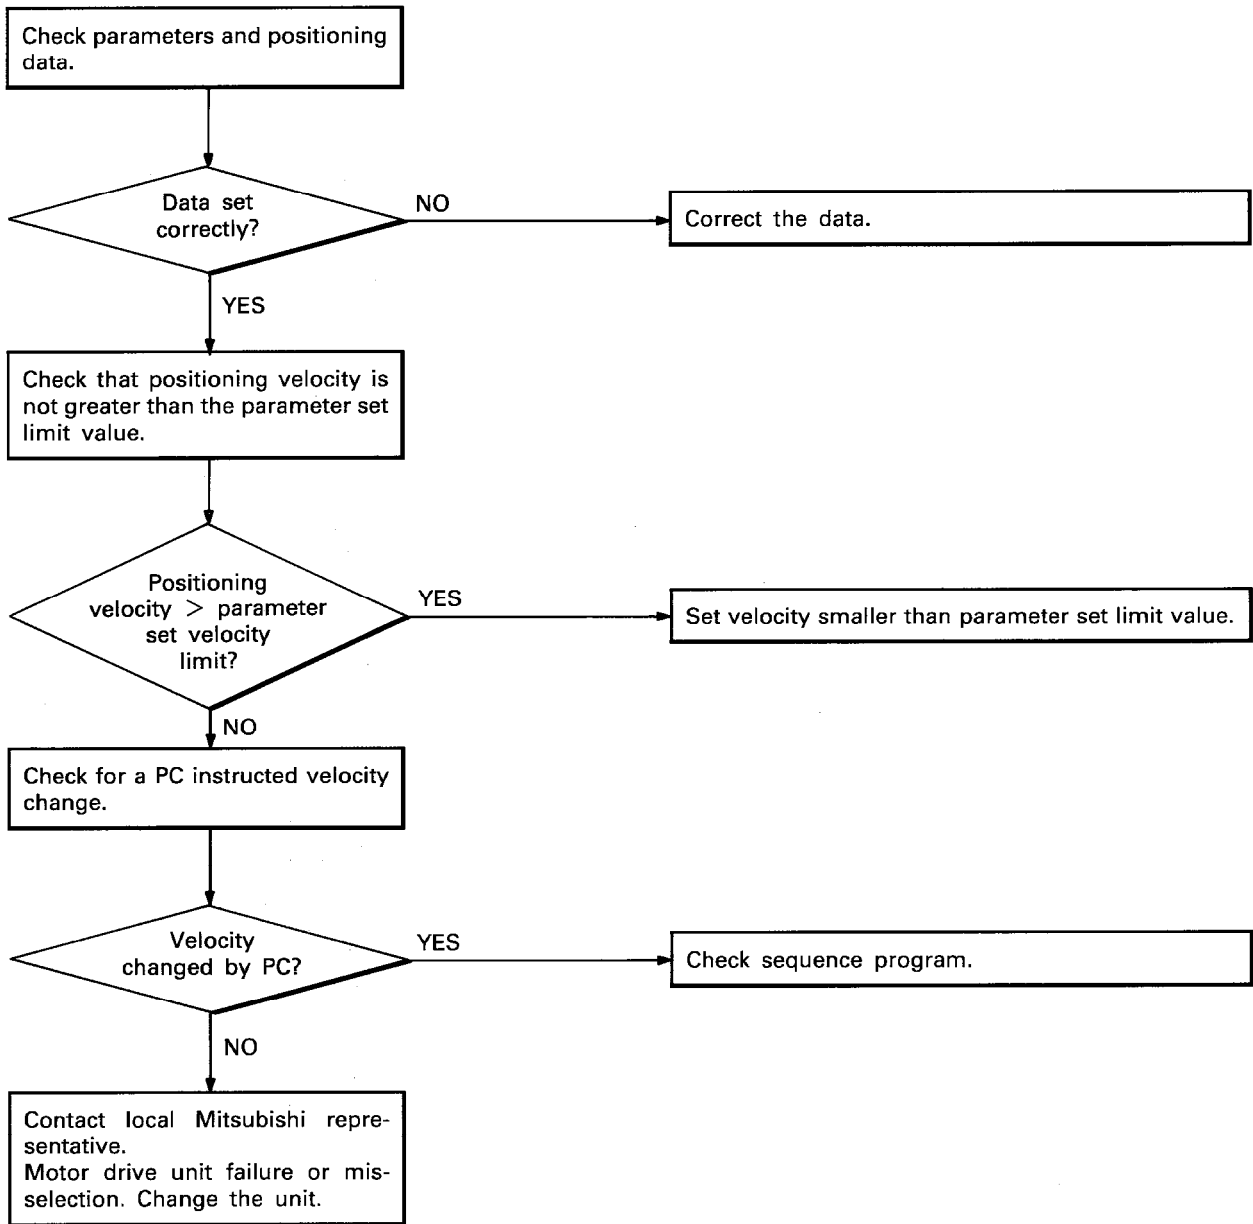 Check parameters and positioning
data.
Data set
correctly?
NO
Correct the data.
YES
Check that positioning velocity is
not greater than the parameter set
limit value.
Positioning
velocity > parameter
set velocity
limit?
YES
Set velocity smaller than parameter set limit value.
NO
Check for a PC instructed velocity
change.
Velocity
changed by PC?
YES
Check sequence program.
NO
Contact local Mitsubishi repre-
sentative.
Motor drive unit failure or mis-
selection. Change the unit.